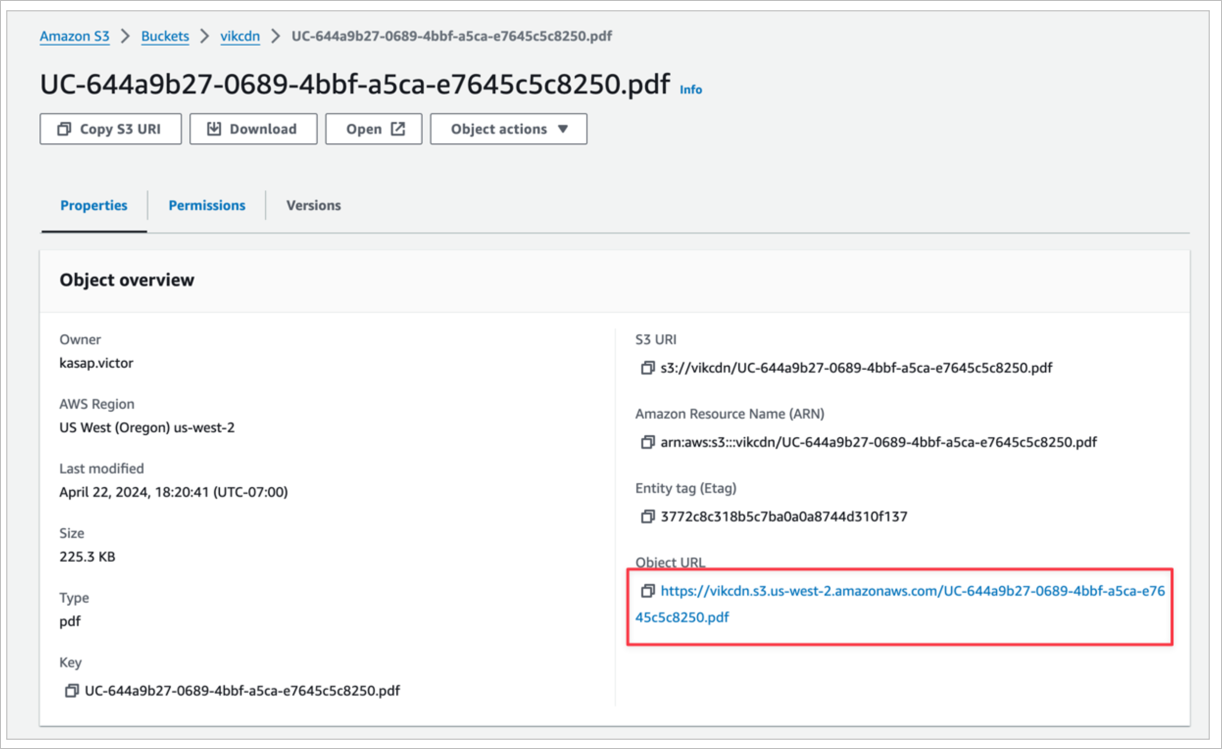 Amazon S3 > Buckets > vikcdn > UC-644a9b27-0689-4bbf-a5ca-e7645c5c8250.pdf
UC-644a9b27-0689-4bbf-a5ca-e7645c5c8250.pdf Info
Copy S3 URI Download Open Object actions
Properties Permissions Versions
Object overview
Owner
kasap.victor
AWS Region
US West (Oregon) us-west-2
Last modified
April 22, 2024, 18:20:41 (UTC-07:00)
Size
225.3 KB
Type
pdf
Key
UC-644a9b27-0689-4bbf-a5ca-e7645c5c8250.pdf
S3 URI
s3://vikcdn/UC-644a9b27-0689-4bbf-a5ca-e7645c5c8250.pdf
Amazon Resource Name (ARN)
arn:aws:s3:::vikcdn/UC-644a9b27-0689-4bbf-a5ca-e7645c5c8250.pdf
Entity tag (Etag)
3772c8c318b5c7ba0a0a8744d310f137
Object URL
https://vikcdn.s3.us-west-2.amazonaws.com/UC-644a9b27-0689-4bbf-a5ca-e76
45c5c8250.pdf